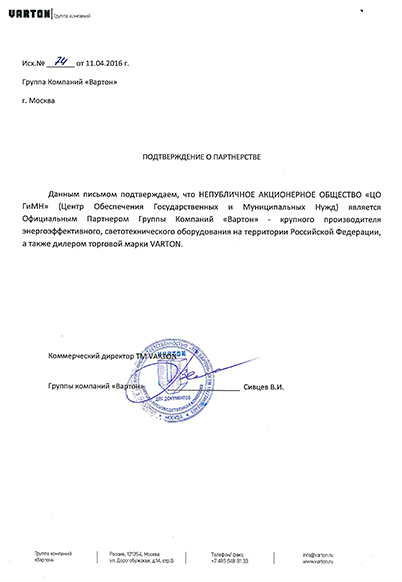 VARTON Группа компаний
Исх.№ 74 от 11.04.2016 г.
Группа Компаний «Вартон»
г. Москва
ПОДТВЕРЖДЕНИЕ О ПАРТНЕРСТВЕ
Данным письмом подтверждаем, что НЕПУБЛИЧНОЕ АКЦИОНЕРНОЕ ОБЩЕСТВО «ЦО
ГиМН» (Центр Обеспечения Государственных и Муниципальных Нужд) является
Официальным Партнером Группы Компаний «Вартон» - крупного производителя
энергоэффективного, светотехнического оборудования на территории Российской Федерации,
а также дилером торговой марки VARTON.
Коммерческий директор ТМ VARTON
Группы компаний «Вартон» Сивцев В.И.
VARTON
ДЛЯ ДОКУМЕНТОВ
МОСКВА
Группа компаний
«Вартон»
Россия, 121354, Москва
ул. Дорогобужская, д.14, стр.6
Телефон/ факс
+7 495 649 81 33
info@varton.ru
www.varton.ru